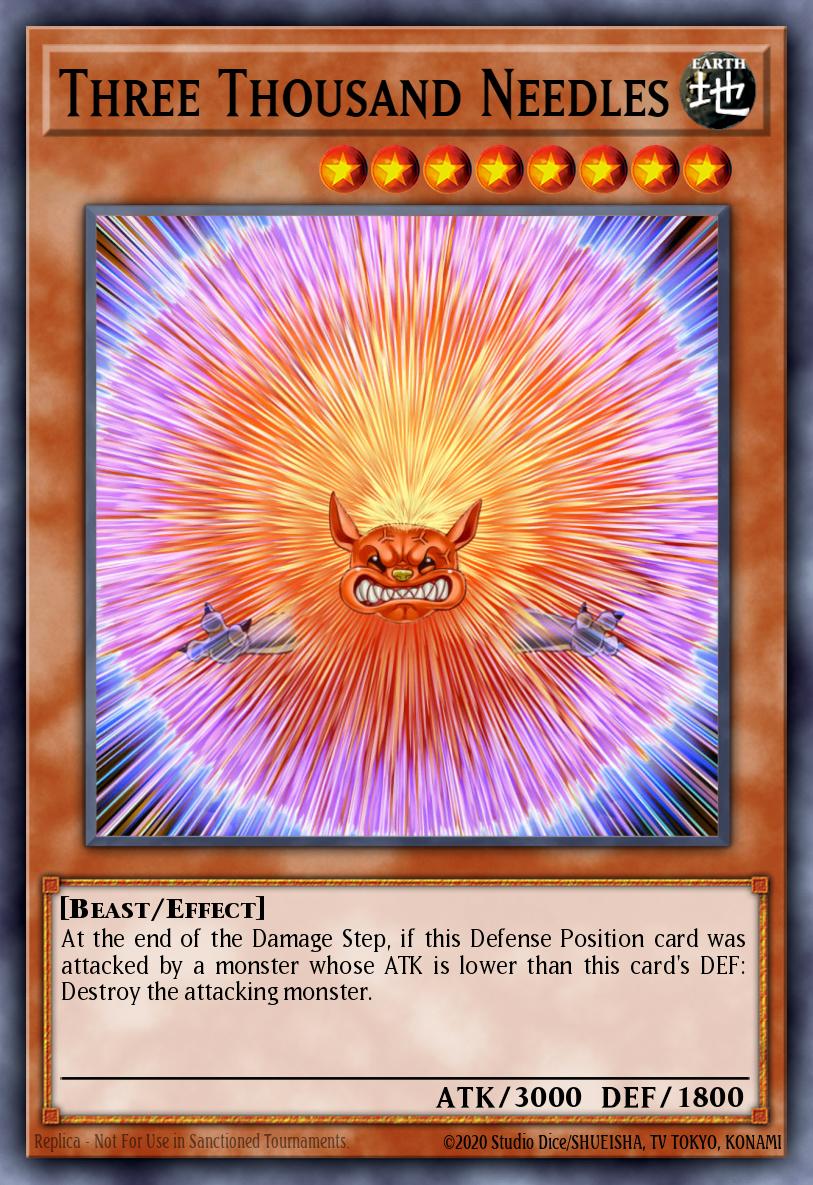 Three Thousand Needles
EARTH
地
[Beast/Effect]
At the end of the Damage Step, if this Defense Position card was
attacked by a monster whose ATK is lower than this card's DEF:
Destroy the attacking monster.
ATK/3000 DEF/1800
Replica - Not For Use in Sanctioned Tournaments.
©2020 Studio Dice/SHUEISHA, TV TOKYO, KONAMI